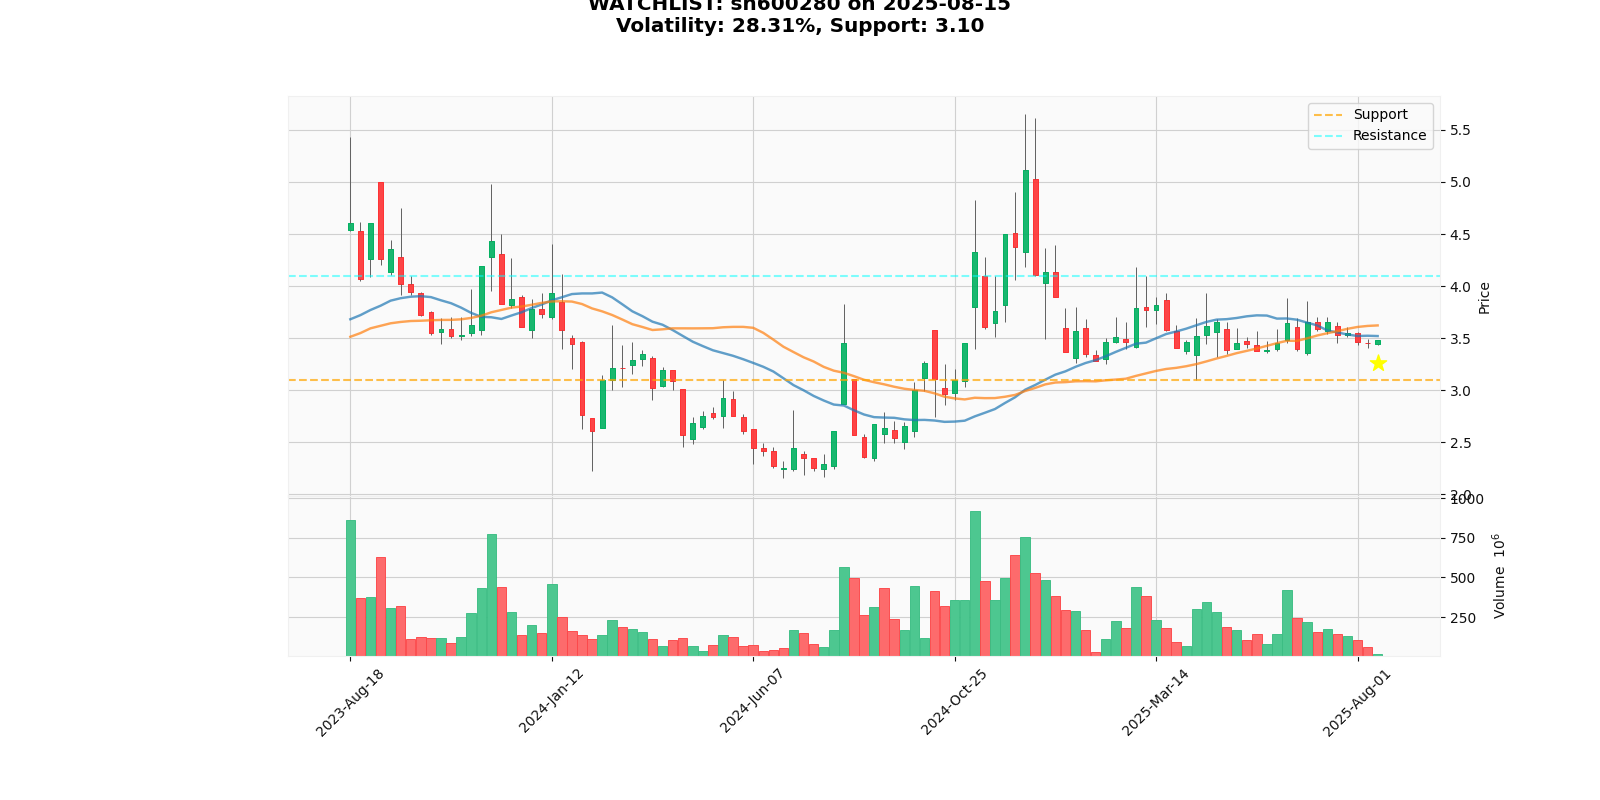 WATCHLIST: sh600280 on 2025-08-15
Volatility: 28.31%, Support: 3.10
Support
Resistance
5.5
5.0
4.5
4.0
3.5
3.0
2.5
2.0
Price
1000
750
500
250
Volume 10⁶
2023-Aug-18
2024-Jan-12
2024-Jun-07
2024-Oct-25
2025-Mar-14
2025-Aug-01